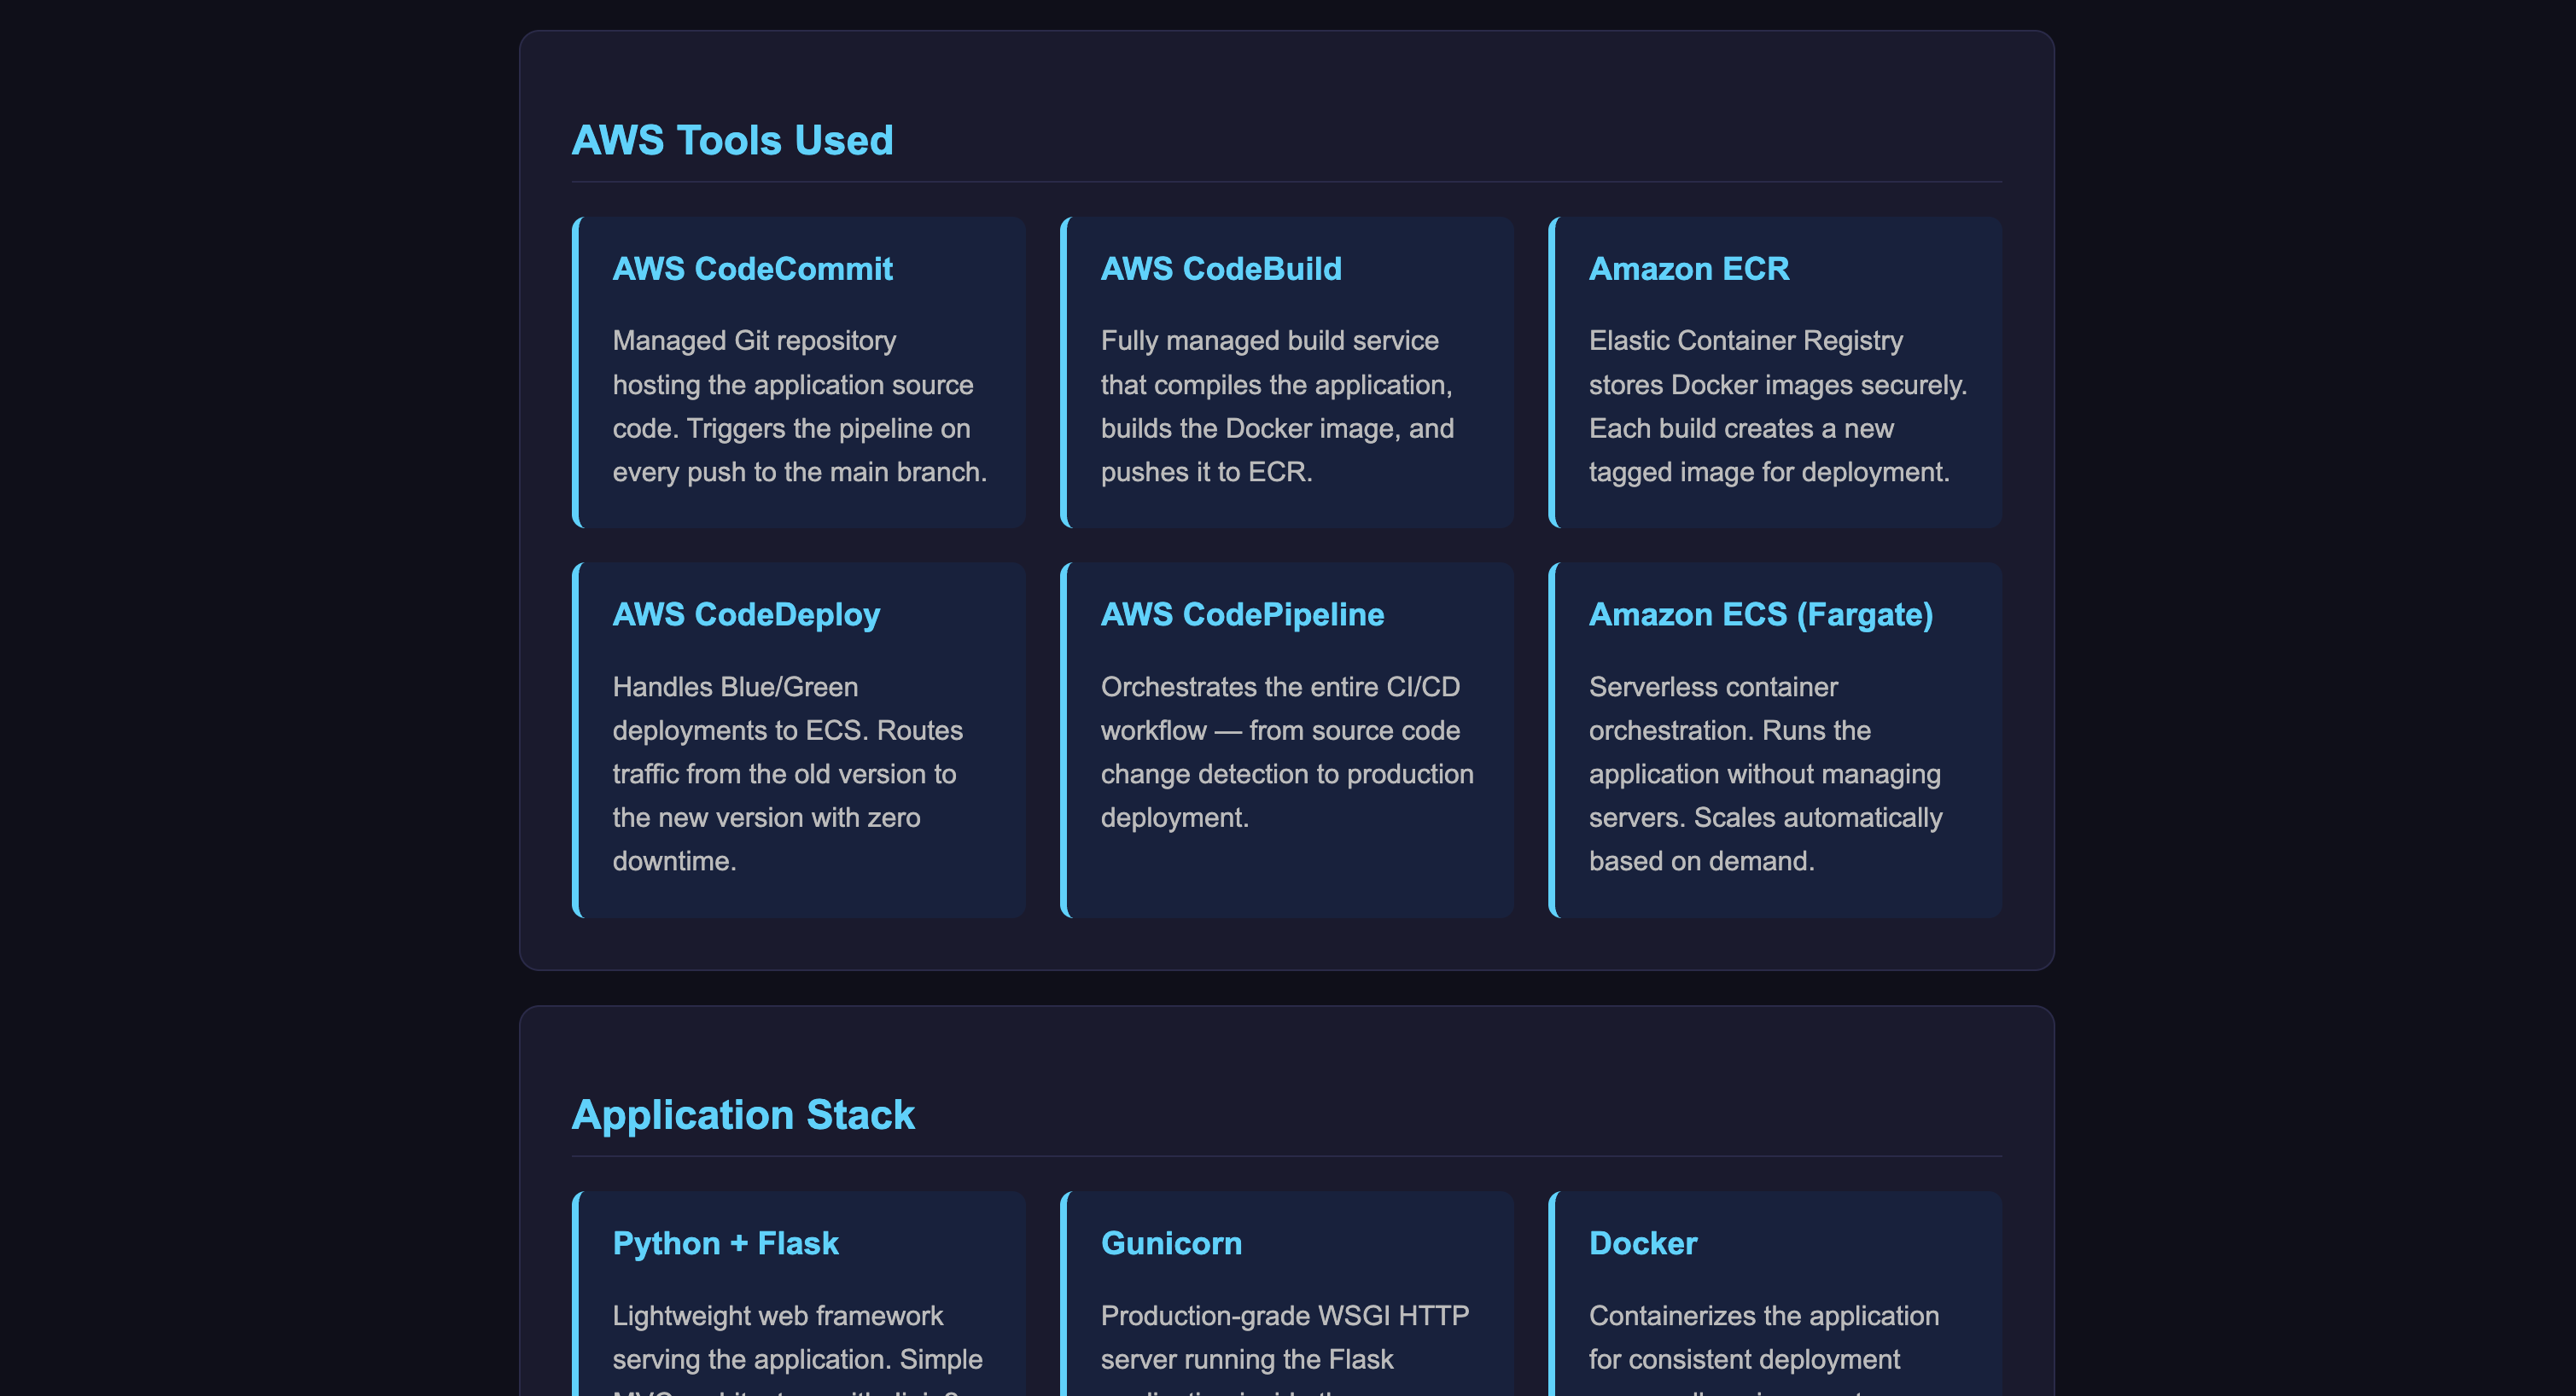 AWS Tools Used
AWS CodeCommit
Managed Git repository
hosting the application source
code. Triggers the pipeline on
every push to the main branch.
AWS CodeBuild
Fully managed build service
that compiles the application,
builds the Docker image, and
pushes it to ECR.
Amazon ECR
Elastic Container Registry
stores Docker images securely.
Each build creates a new
tagged image for deployment.
AWS CodeDeploy
Handles Blue/Green
deployments to ECS. Routes
traffic from the old version to
the new version with zero
downtime.
AWS CodePipeline
Orchestrates the entire CI/CD
workflow — from source code
change detection to production
deployment.
Amazon ECS (Fargate)
Serverless container
orchestration. Runs the
application without managing
servers. Scales automatically
based on demand.
Application Stack
Python + Flask
Lightweight web framework
serving the application. Simple
Gunicorn
Production-grade WSGI HTTP
server running the Flask
Docker
Containerizes the application
for consistent deployment